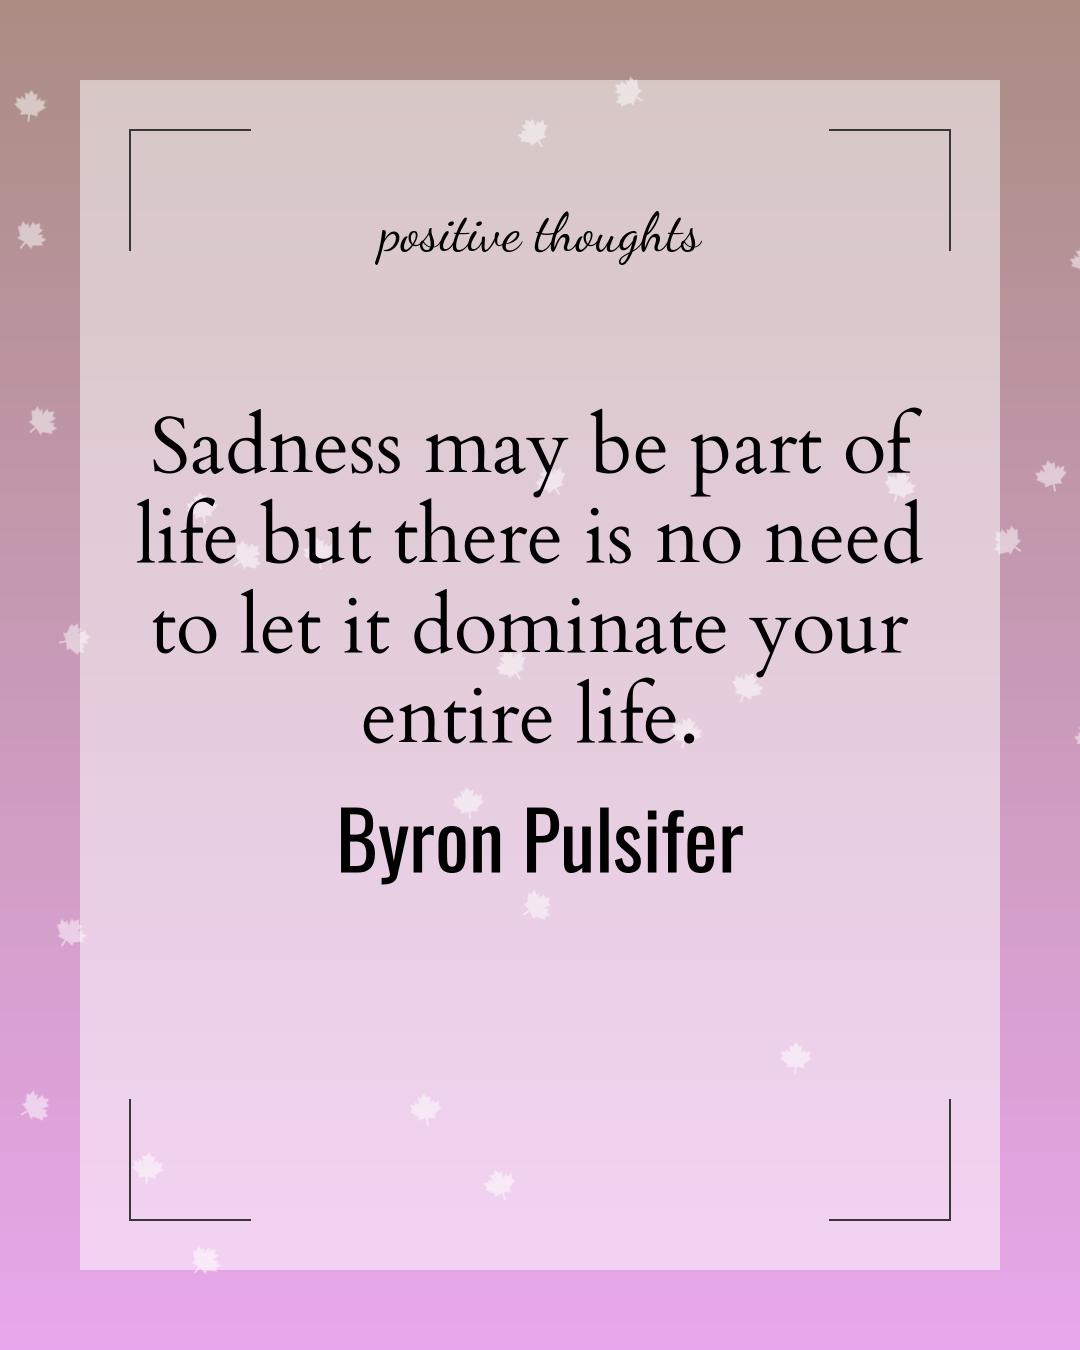 positive thoughts
Sadness may be part of
life but there is no need
to let it dominate your
entire life.
Byron Pulsifer